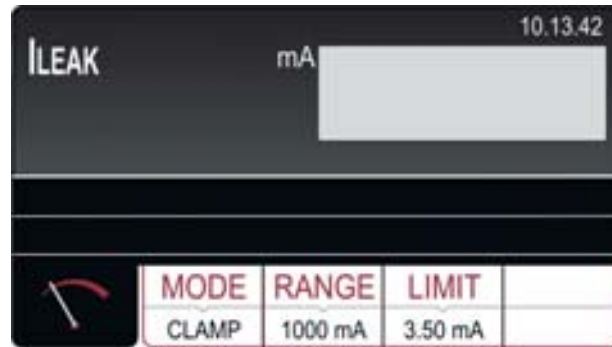 10.13.42
ILEAK mA
MODE RANGE LIMIT
CLAMP 1000 mA 3.50 mA